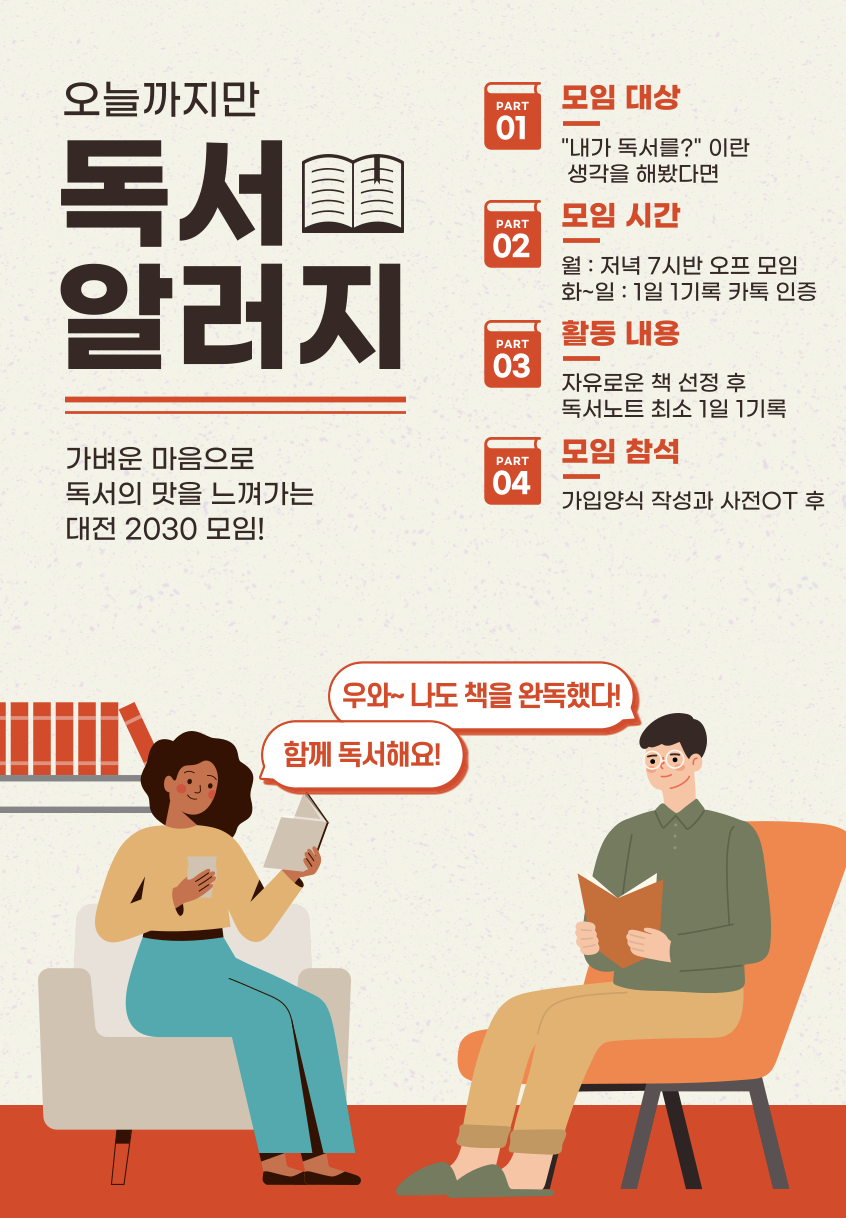 오늘까지만
독서
알러지
가벼운 마음으로
독서의 맛을 느껴가는
대전 2030 모임!
PART
01
모임 대상
"내가 독서를?" 이란
생각을 해봤다면
PART
02
모임 시간
월 : 저녁 7시반 오프 모임
화~일 : 1일 1기록 카톡 인증
PART
03
활동 내용
자유로운 책 선정 후
독서노트 최소 1일 1기록
PART
04
모임 참석
가입양식 작성과 사전OT 후
우와~ 나도 책을 완독했다!
함께 독서해요!